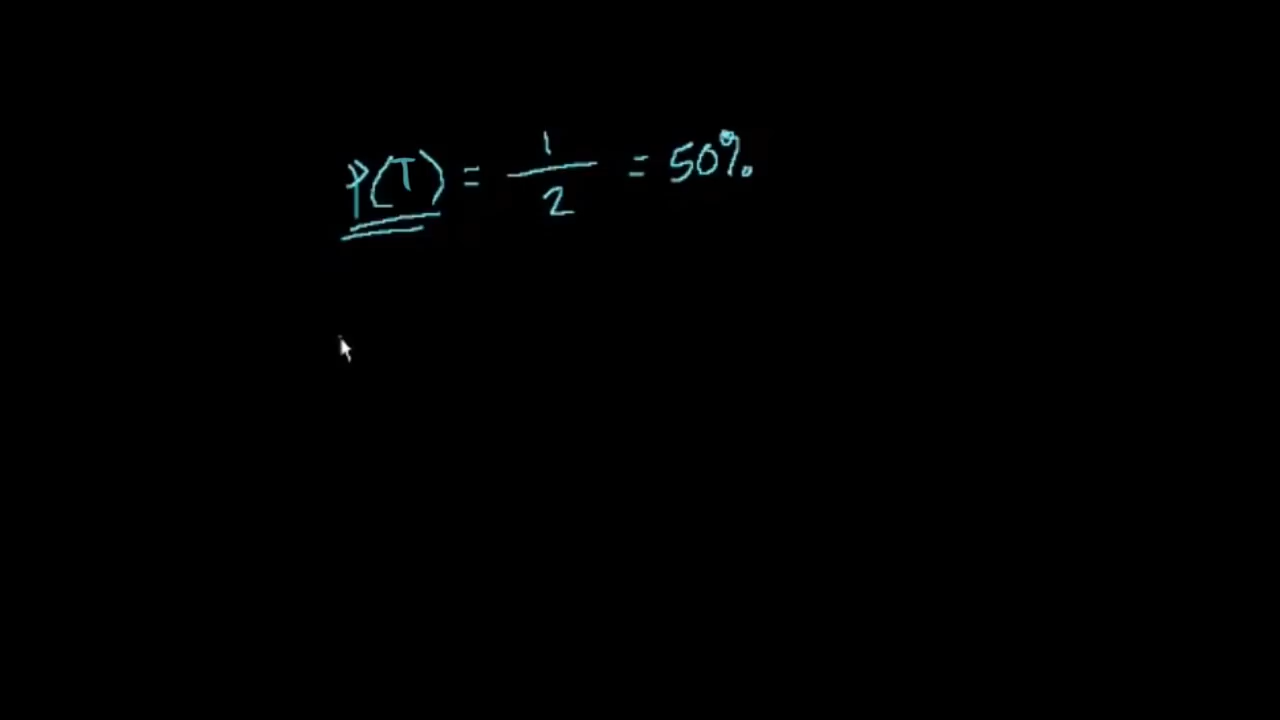 P(T) = 1/2 = 50%